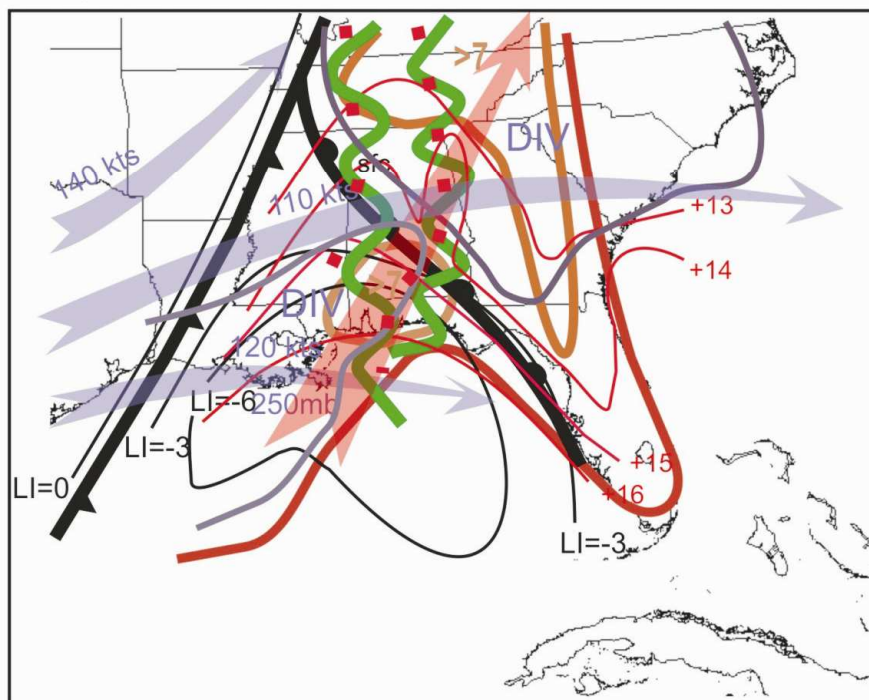 >7
DIV
140 kts
sfc
110 kts
+13
+14
>7
DIV
120 kts
LI=-6
250mb
LI=-3
+15
LI=0
+16
LI=-3